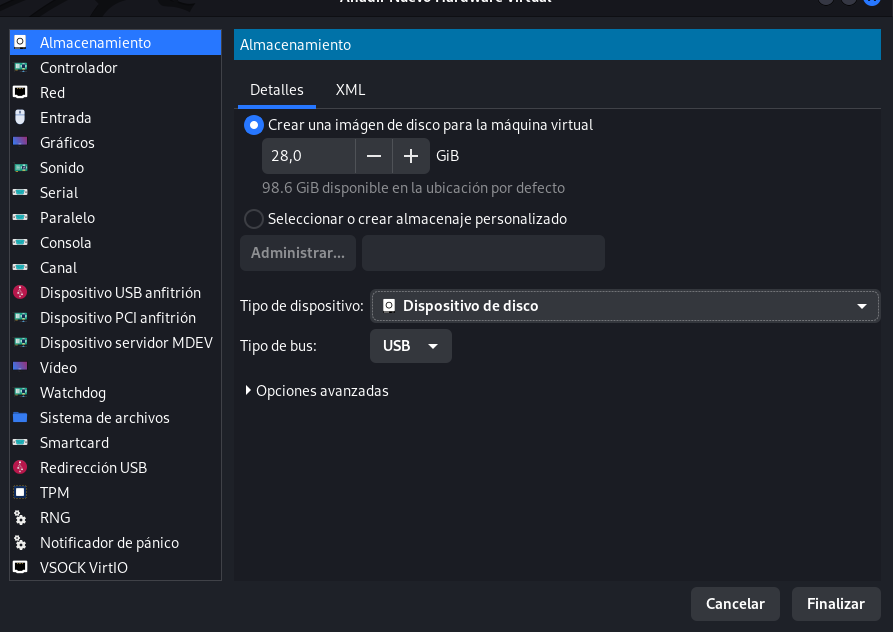 Añadir Nuevo Hardware Virtual
Almacenamiento
Controlador
Red
Entrada
Gráficos
Sonido
Serial
Paralelo
Consola
Canal
Dispositivo USB anfitrión
Dispositivo PCI anfitrión
Dispositivo servidor MDEV
Vídeo
Watchdog
Sistema de archivos
Smartcard
Redirección USB
TPM
RNG
Notificador de pánico
VSOCK VirtIO
Almacenamiento
Detalles XML
Crear una imágen de disco para la máquina virtual
28,0 GiB
98.6 GiB disponible en la ubicación por defecto
Seleccionar o crear almacenaje personalizado
Administrar...
Tipo de dispositivo: Dispositivo de disco
Tipo de bus: USB
Opciones avanzadas
Cancelar Finalizar